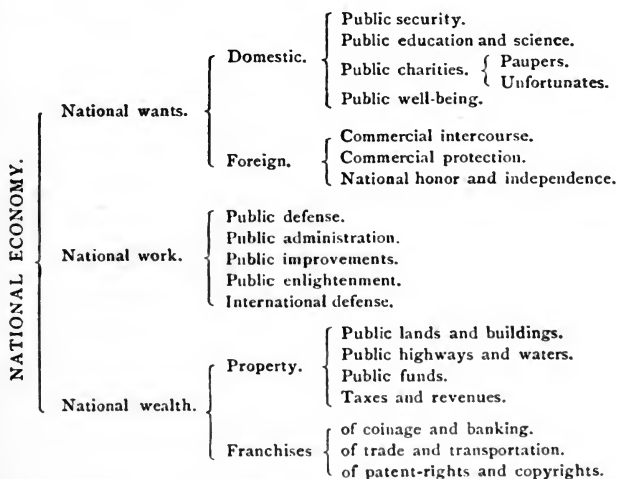 NATIONAL ECONOMY.
National wants.
Domestic.
Public security.
Public education and science.
Public charities.
Paupers.
Unfortunates.
Public well-being.
Foreign.
Commercial intercourse.
Commercial protection.
National honor and independence.
National work.
Public defense.
Public administration.
Public improvements.
Public enlightenment.
International defense.
National wealth.
Property.
Public lands and buildings.
Public highways and waters.
Public funds.
Taxes and revenues.
Franchises
of coinage and banking.
of trade and transportation.
of patent-rights and copyrights.